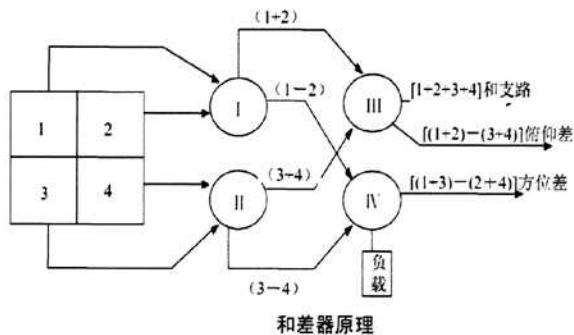 (1+2)
(1-2)
I
III
[1+2+3+4]和支路
1 2
[(1+2)-(3+4)]俯仰差
3 4
(3+4)
II
IV
[(1+3)-(2+4)]方位差
(3-4)
负载
和差器原理